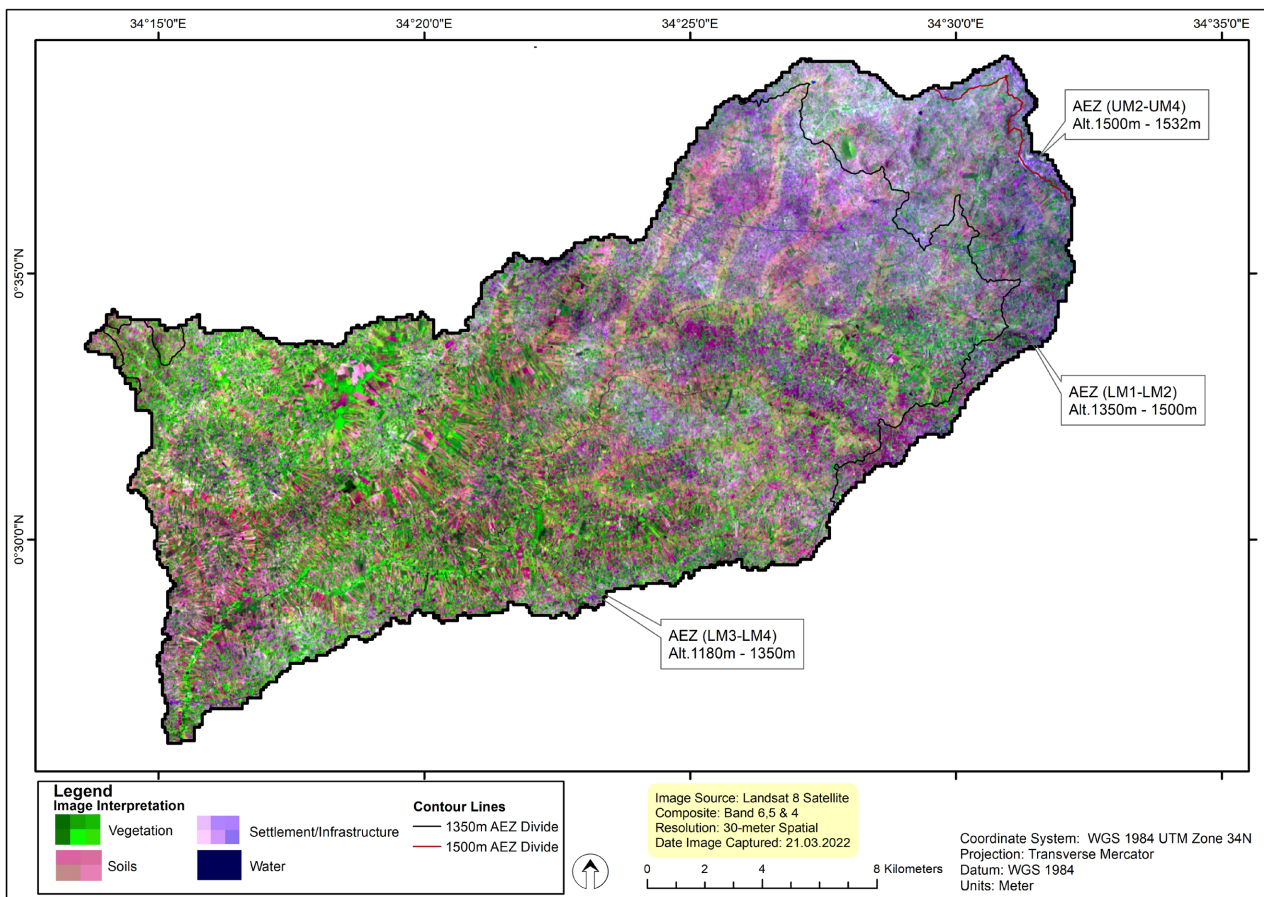 34°15'0"E
34°20'0"E
34°25'0"E
34°30'0"E
34°35'0"E
0°35'0"N
0°30'0"N
AEZ (UM2-UM4)
Alt.1500m - 1532m
AEZ (LM1-LM2)
Alt.1350m - 1500m
AEZ (LM3-LM4)
Alt.1180m - 1350m
Legend
Image Interpretation
Vegetation
Soils
Settlement/Infrastructure
Water
Contour Lines
1350m AEZ Divide
1500m AEZ Divide
Image Source: Landsat 8 Satellite
Composite: Band 6,5 & 4
Resolution: 30-meter Spatial
Date Image Captured: 21.03.2022
0 2 4 8 Kilometers
Coordinate System: WGS 1984 UTM Zone 34N
Projection: Transverse Mercator
Datum: WGS 1984
Units: Meter